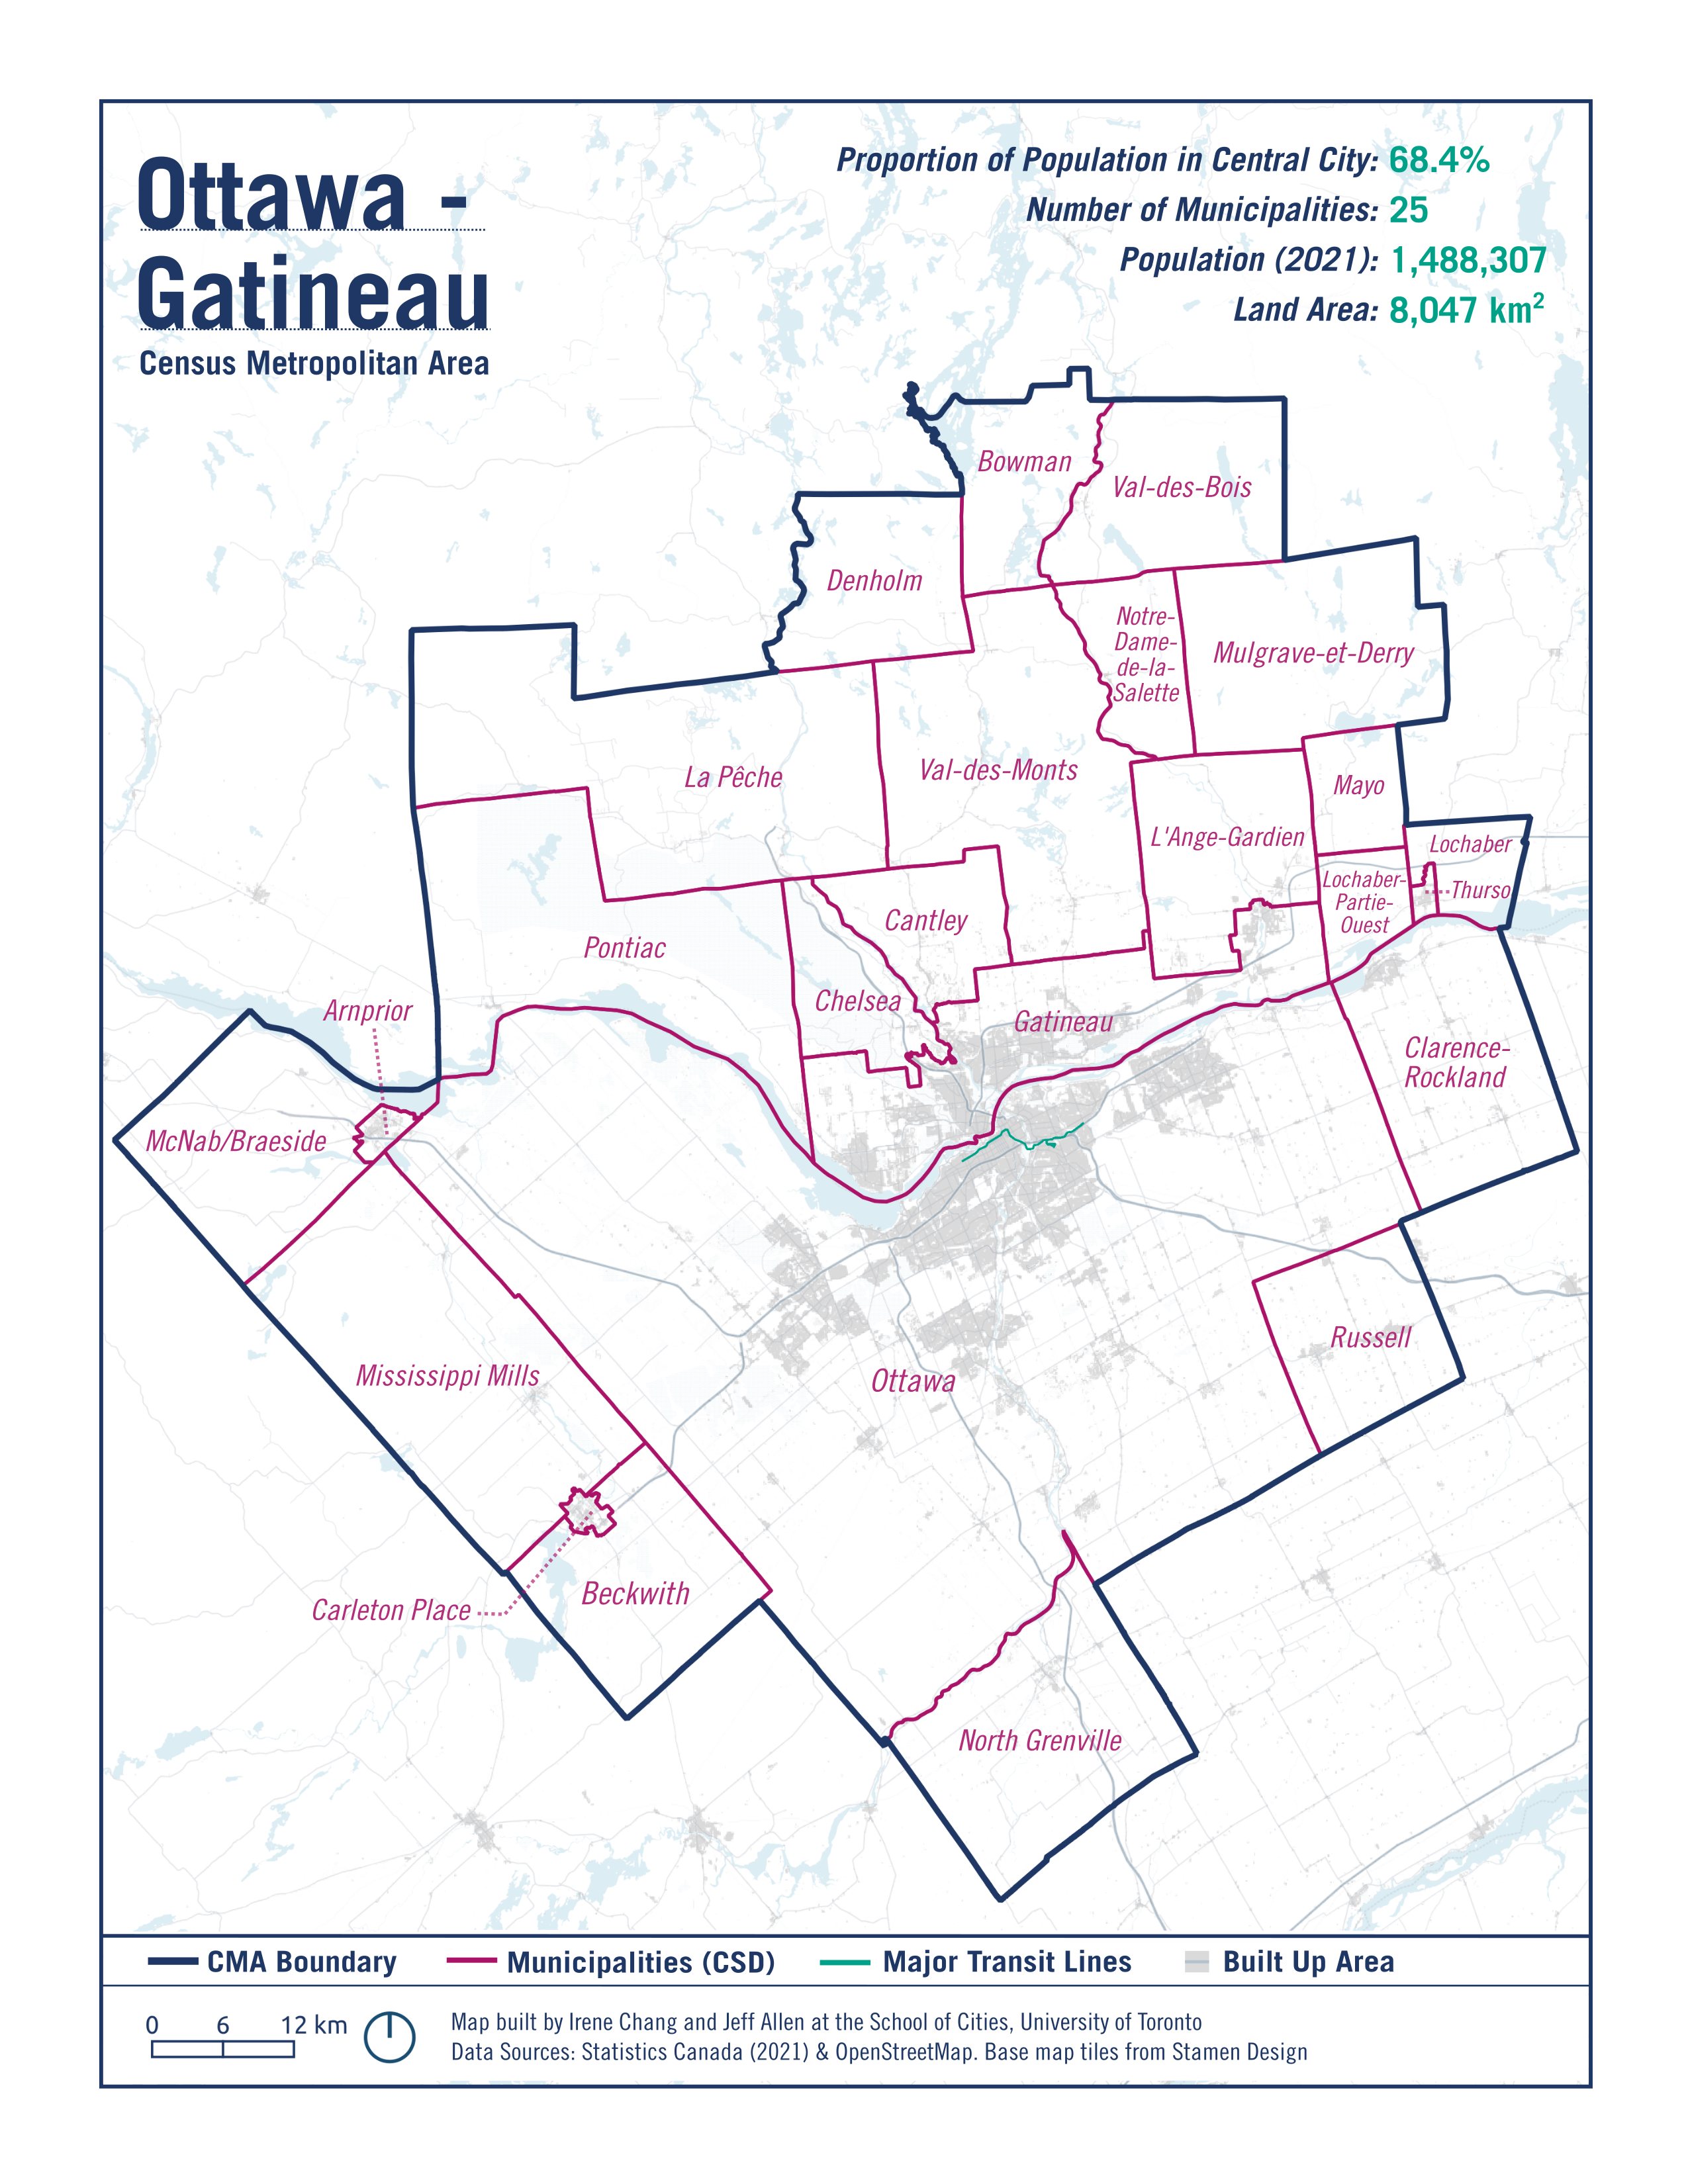 Ottawa -
Gatineau
Census Metropolitan Area
Proportion of Population in Central City: 68.4%
Number of Municipalities: 25
Population (2021): 1,488,307
Land Area: 8,047 km²
Bowman
Val-des-Bois
Denholm
Notre-
Dame-
de-la-
Salette
Mulgrave-et-Derry
La Pêche
Val-des-Monts
Mayo
L'Ange-Gardien
Lochaber
Lochaber-
Partie-
Ouest
Thurso
Cantley
Pontiac
Chelsea
Gatineau
Arnprior
Clarence-
Rockland
McNab/Braeside
Russell
Mississippi Mills
Ottawa
Beckwith
Carleton Place
North Grenville
CMA Boundary
Municipalities (CSD)
Major Transit Lines
Built Up Area
0 6 12 km
Map built by Irene Chang and Jeff Allen at the School of Cities, University of Toronto
Data Sources: Statistics Canada (2021) & OpenStreetMap. Base map tiles from Stamen Design